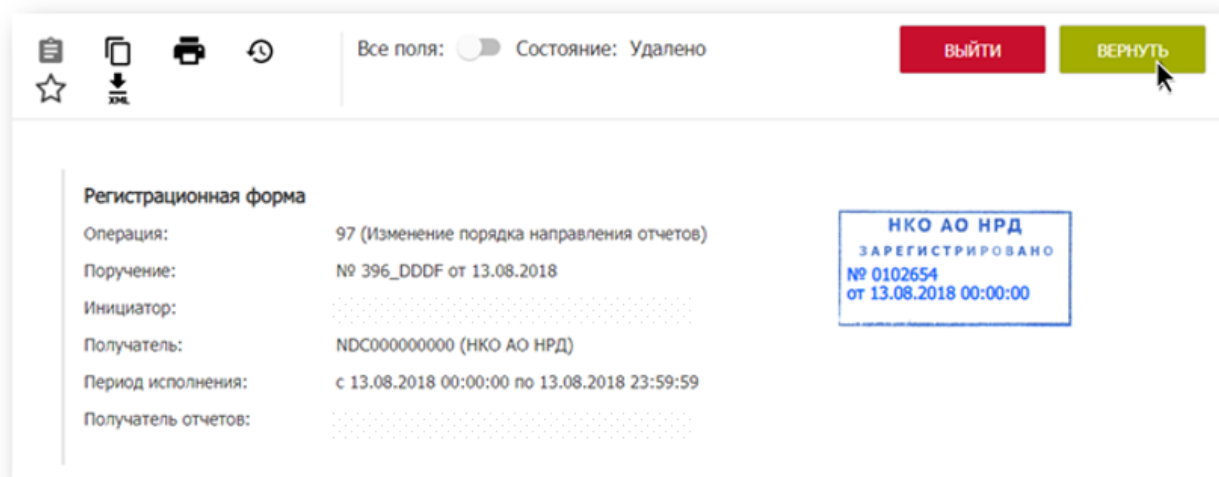 Все поля: Состояние: Удалено ВЫЙТИ ВЕРНУТЬ
XML
Регистрационная форма
Операция: 97 (Изменение порядка направления отчетов)
Поручение: № 396_DDDF от 13.08.2018
Инициатор:
Получатель: NDC000000000 (НКО АО НРД)
Период исполнения: с 13.08.2018 00:00:00 по 13.08.2018 23:59:59
Получатель отчетов:
НКО АО НРД
ЗАРЕГИСТРИРОВАНО
№ 0102654
от 13.08.2018 00:00:00